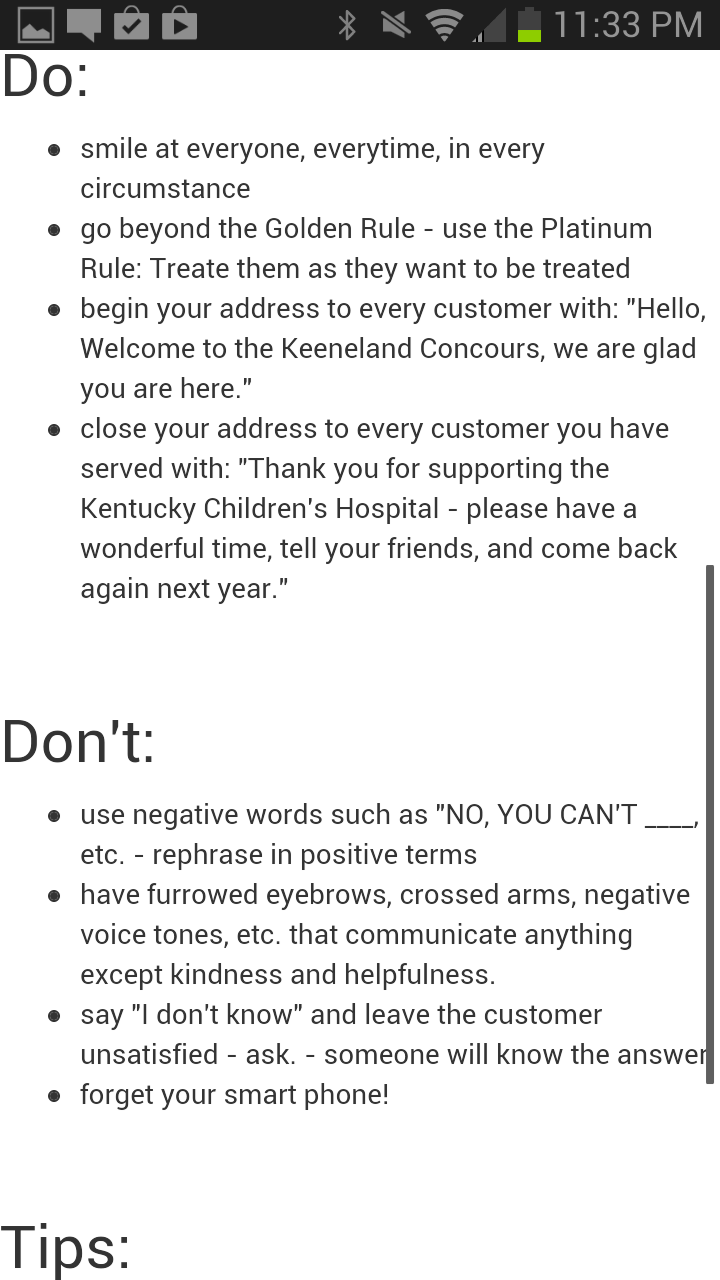 11:33 PM
Do:
smile at everyone, everytime, in every
circumstance
go beyond the Golden Rule - use the Platinum
Rule: Treat them as they want to be treated
begin your address to every customer with: "Hello,
Welcome to the Keeneland Concours, we are glad
you are here."
close your address to every customer you have
served with: "Thank you for supporting the
Kentucky Children's Hospital - please have a
wonderful time, tell your friends, and come back
again next year."
Don't:
use negative words such as "NO, YOU CAN'T ____,
etc. - rephrase in positive terms
have furrowed eyebrows, crossed arms, negative
voice tones, etc. that communicate anything
except kindness and helpfulness.
say "I don't know" and leave the customer
unsatisfied - ask. - someone will know the answer
forget your smart phone!
Tips: